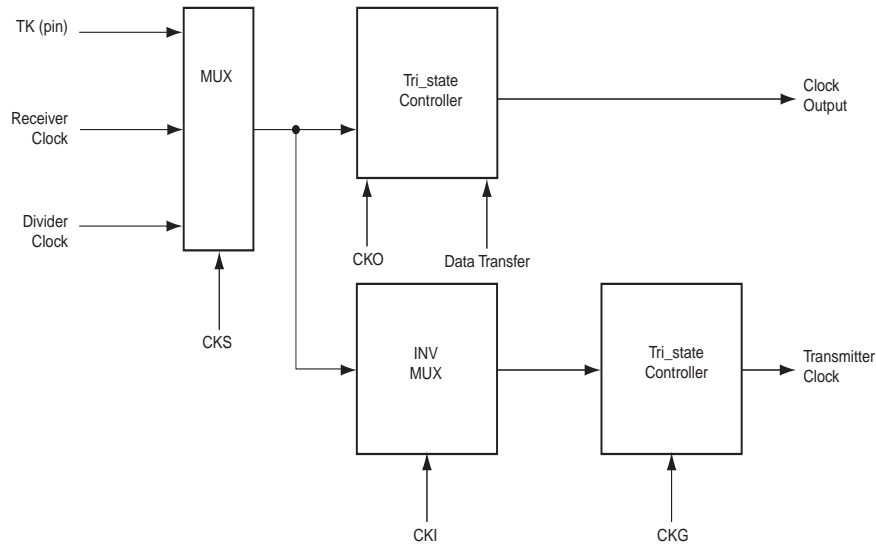 TK (pin)
MUX
Tri_state
Controller
Clock
Output
Receiver
Clock
Divider
Clock
CKO
Data Transfer
CKS
INV
MUX
Tri_state
Controller
Transmitter
Clock
CKI
CKG